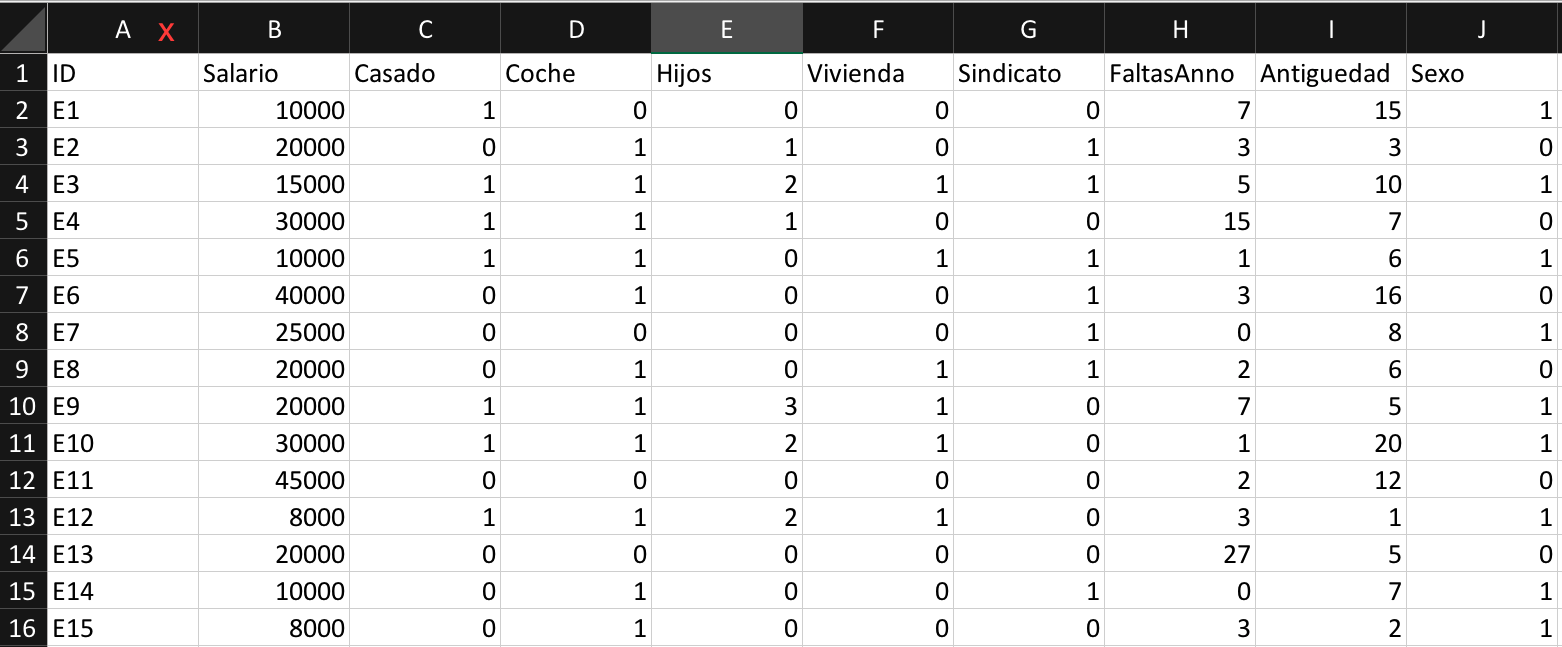 A x B C D E F G H I J
1 ID Salario Casado Coche Hijos Vivienda Sindicato FaltasAnno Antiguedad Sexo
2 E1 10000 1 0 0 0 0 7 15 1
3 E2 20000 0 1 1 0 1 3 3 0
4 E3 15000 1 1 2 1 1 5 10 1
5 E4 30000 1 1 1 0 0 15 7 0
6 E5 10000 1 1 0 1 1 1 6 1
7 E6 40000 0 1 0 0 1 3 16 0
8 E7 25000 0 0 0 0 1 0 8 1
9 E8 20000 0 1 0 1 1 2 6 0
10 E9 20000 1 1 3 1 0 7 5 1
11 E10 30000 1 1 2 1 0 1 20 1
12 E11 45000 0 0 0 0 0 2 12 0
13 E12 8000 1 1 2 1 0 3 1 1
14 E13 20000 0 0 0 0 0 27 5 0
15 E14 10000 0 1 0 0 1 0 7 1
16 E15 8000 0 1 0 0 0 3 2 1